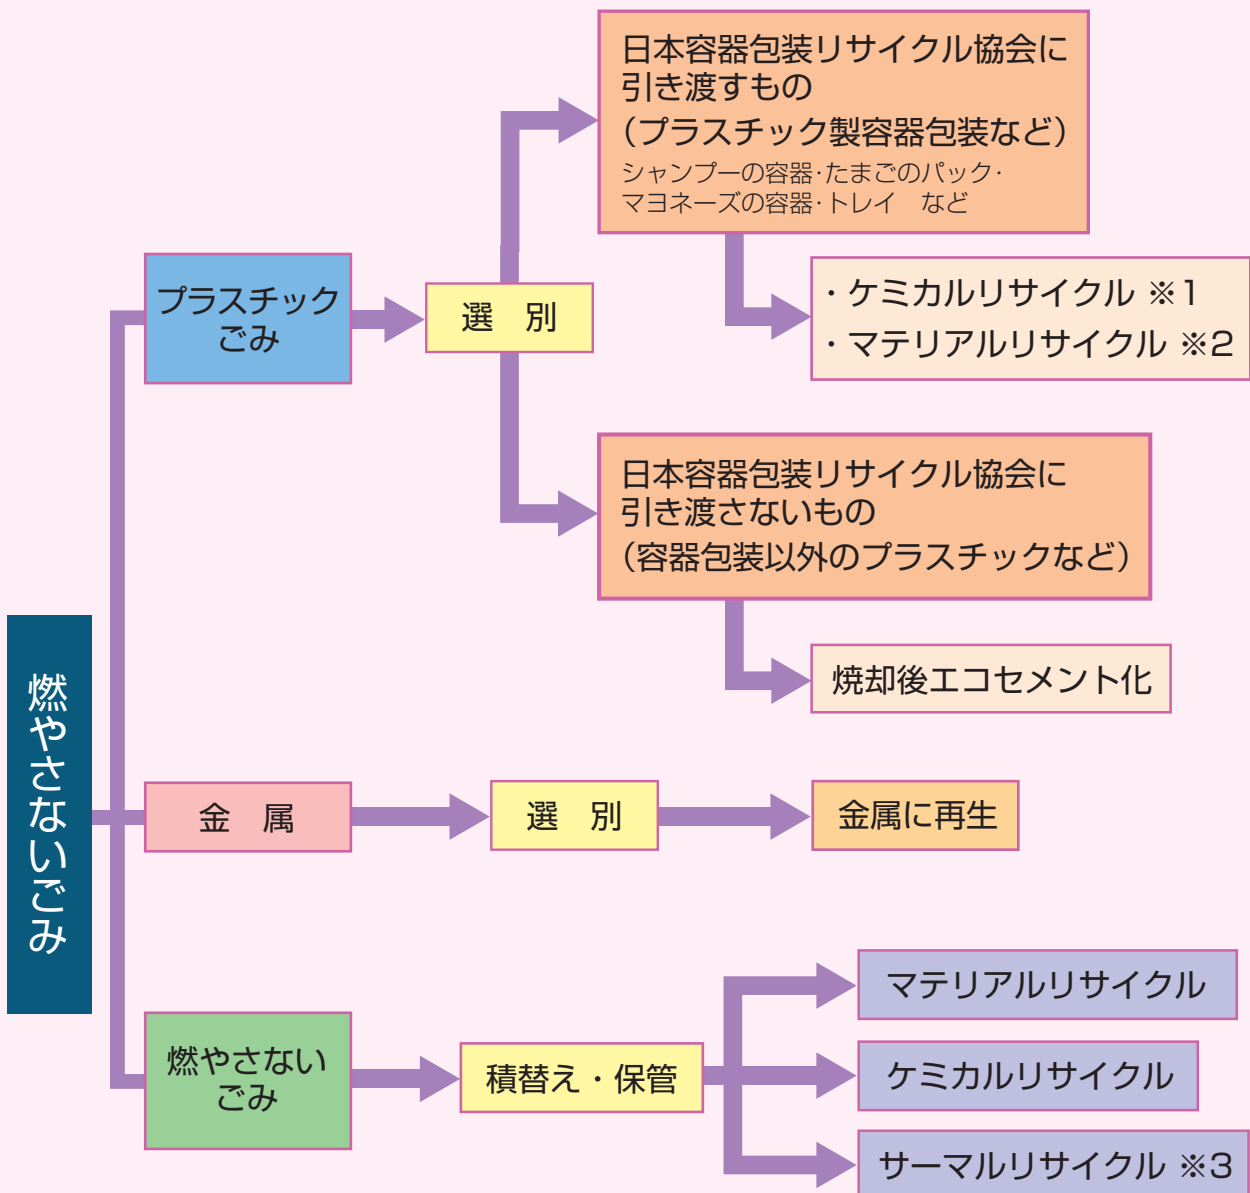 日本容器包装リサイクル協会に
引き渡すもの
(プラスチック製容器包装など)
シャンプーの容器･たまごのパック･
マヨネーズの容器･トレイ　など
プラスチック
ごみ
選　別
・ケミカルリサイクル ※1
・マテリアルリサイクル ※2
日本容器包装リサイクル協会に
引き渡さないもの
(容器包装以外のプラスチックなど)
焼却後エコセメント化
燃やさないごみ
金　属
選　別
金属に再生
燃やさない
ごみ
積替え・保管
マテリアルリサイクル
ケミカルリサイクル
サーマルリサイクル ※3